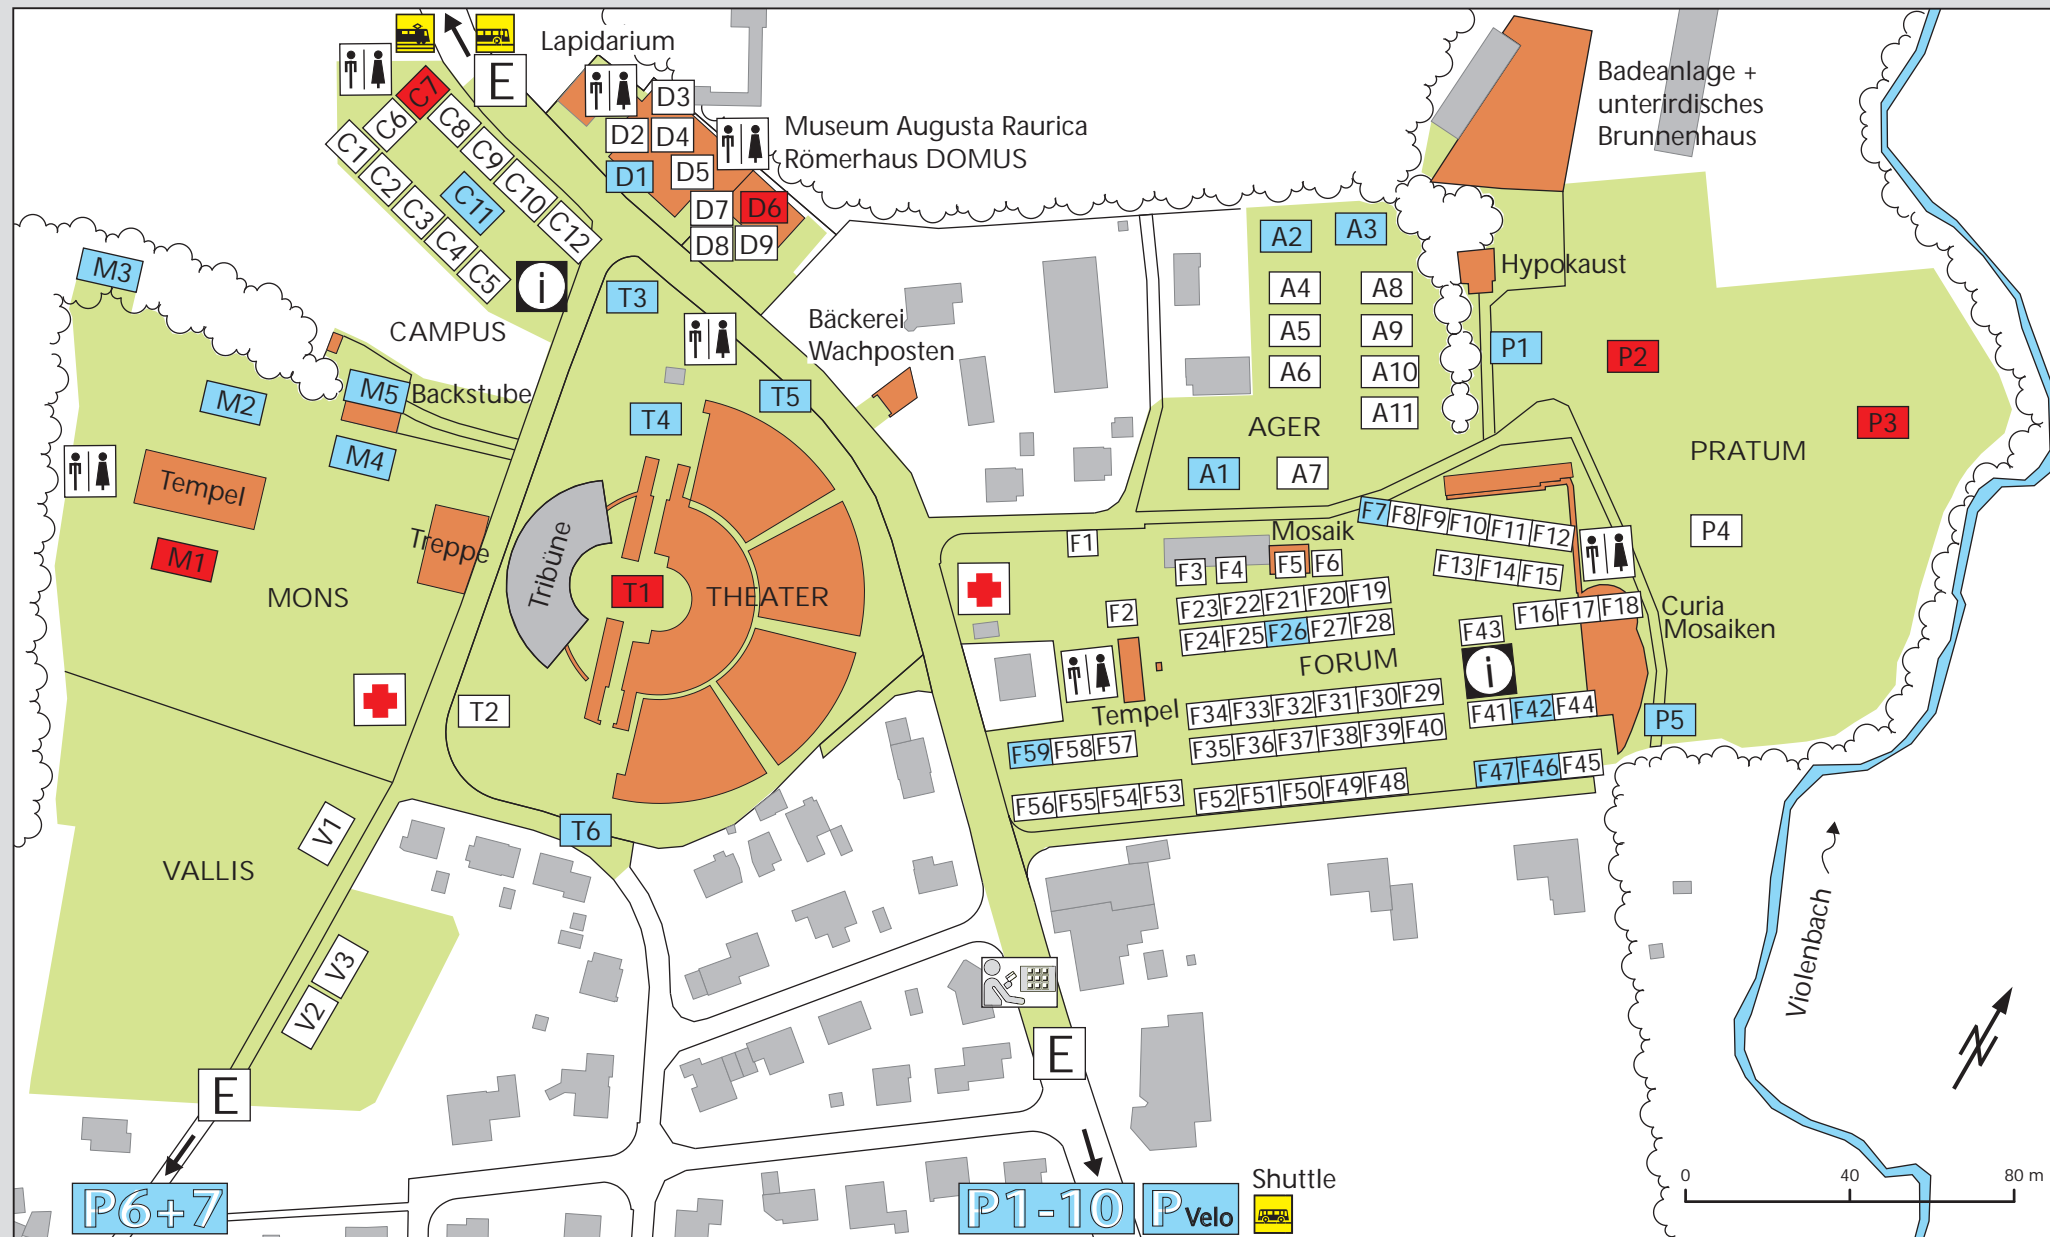 E
Lapidarium
C7
C6
C8
C1
C9
C2
C10
C11
C3
C12
C4
C5
D3
D2
D4
D1
D5
D7
D6
D8
D9
Museum Augusta Raurica
Römerhaus DOMUS
Badeanlage +
unterirdisches
Brunnenhaus
i
M3
CAMPUS
T3
Bäckerei
Wachposten
A2
A3
A4
A8
A5
A9
A6
A10
A11
AGER
A1
A7
Hypokaust
P1
P2
P3
PRATUM
P4
M5
Backstube
M2
M4
T4
T5
Tempel
Treppe
M1
MONS
Tribüne
T1
THEATER
T2
F1
Mosaik
F3
F4
F5
F6
F7
F8
F9
F10
F11
F12
F13
F14
F15
F2
F23
F22
F21
F20
F19
F24
F25
F26
F27
F28
F16
F17
F18
Curia
Mosaiken
F43
FORUM
i
Tempel
F34
F33
F32
F31
F30
F29
F41
F42
F44
P5
F35
F36
F37
F38
F39
F40
F59
F58
F57
F47
F46
F45
F56
F55
F54
F53
F52
F51
F50
F49
F48
V1
T6
VALLIS
V3
V2
Violenbach
E
E
P6+7
P1-10
P Velo
Shuttle
0
40
80 m
N